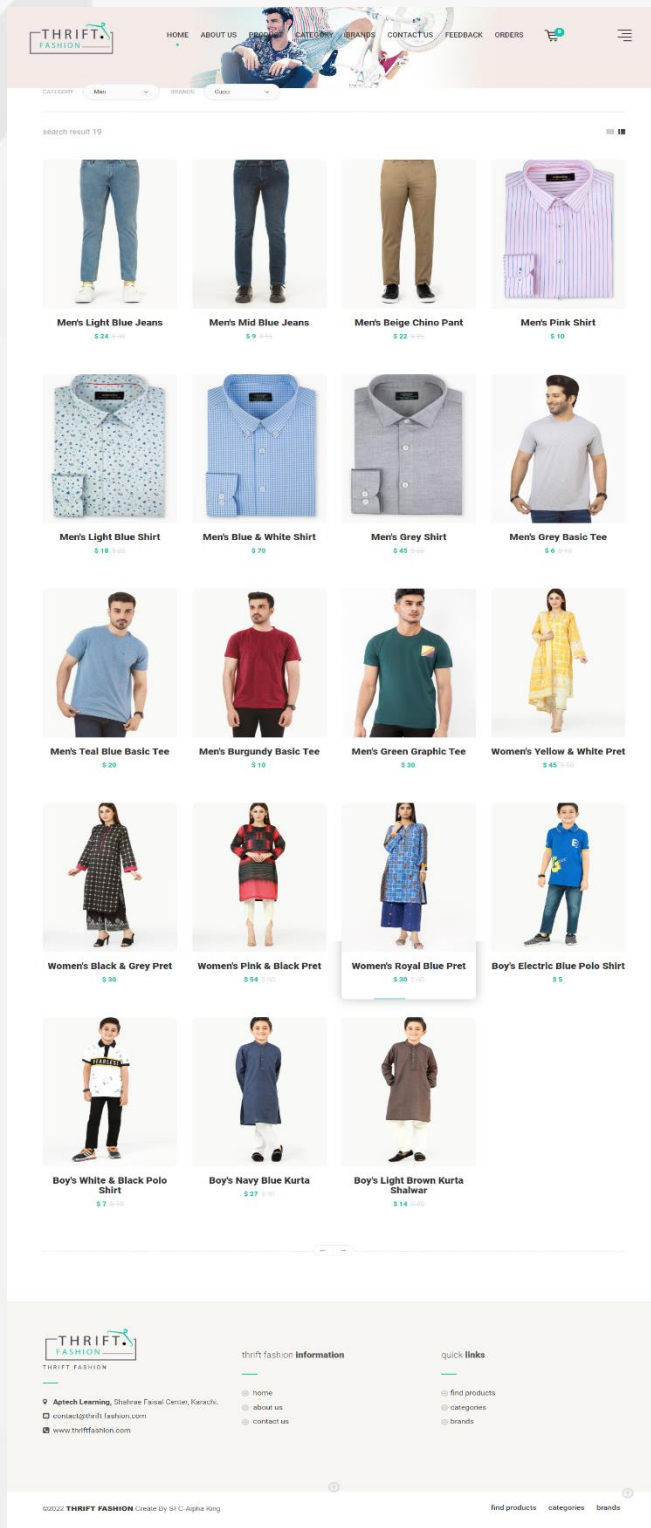 THRIFT
FASHION
HOME ABOUT US PRODUCT CATEGORY BRANDS CONTACT US FEEDBACK ORDERS
CATEGORY Men BRANDS Gucci
search result 19
Men's Light Blue Jeans Men's Mid Blue Jeans Men's Beige Chino Pant Men's Pink Shirt
$ 24 $ 9 $ 22 $ 10
Men's Light Blue Shirt Men's Blue & White Shirt Men's Grey Shirt Men's Grey Basic Tee
$ 18 $ 70 $ 45 $ 6
Men's Teal Blue Basic Tee Men's Burgundy Basic Tee Men's Green Graphic Tee Women's Yellow & White Pret
$ 20 $ 10 $ 30 $ 45
Women's Black & Grey Pret Women's Pink & Black Pret Women's Royal Blue Pret Boy's Electric Blue Polo Shirt
$ 30 $ 54 $ 30 $ 5
FEARLESS
Boy's White & Black Polo Shirt Boy's Navy Blue Kurta Boy's Light Brown Kurta Shalwar
$ 7 $ 27 $ 14
THRIFT
FASHION
THRIFT FASHION
Aptech Learning, Shahrae Faisal Center, Karachi.
contact@thrift fashion.com
www.thriftfashion.com
thrift fashion information
home
about us
contact us
quick links
find products
categories
brands
©2022 THRIFT FASHION Create By SFC-Alpha King
find products categories brands